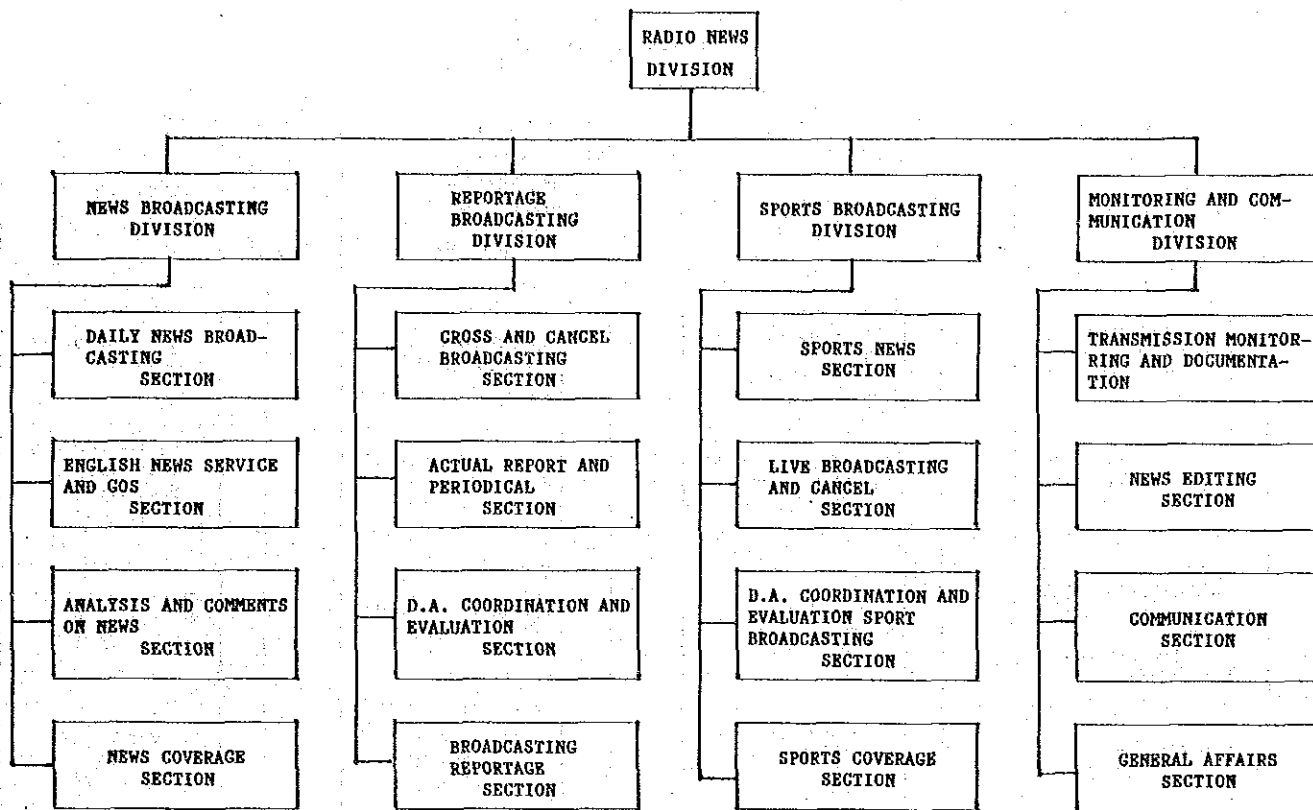 RADIO NEWS
DIVISION
NEWS BROADCASTING
DIVISION
DAILY NEWS BROAD-
CASTING
SECTION
ENGLISH NEWS SERVICE
AND GOS
SECTION
ANALYSIS AND COMMENTS
ON NEWS
SECTION
NEWS COVERAGE
SECTION
REPORTAGE
BROADCASTING
DIVISION
CROSS AND CANCEL
BROADCASTING
SECTION
ACTUAL REPORT AND
PERIODICAL
SECTION
D.A. COORDINATION AND
EVALUATION
SECTION
BROADCASTING
REPORTAGE
SECTION
SPORTS BROADCASTING
DIVISION
SPORTS NEWS
SECTION
LIVE BROADCASTING
AND CANCEL
SECTION
D.A. COORDINATION AND
EVALUATION SPORT
BROADCASTING
SECTION
SPORTS COVERAGE
SECTION
MONITORING AND COM-
MUNICATION
DIVISION
TRANSMISSION MONITOR-
RING AND DOCUMENTA-
TION
NEWS EDITING
SECTION
COMMUNICATION
SECTION
GENERAL AFFAIRS
SECTION